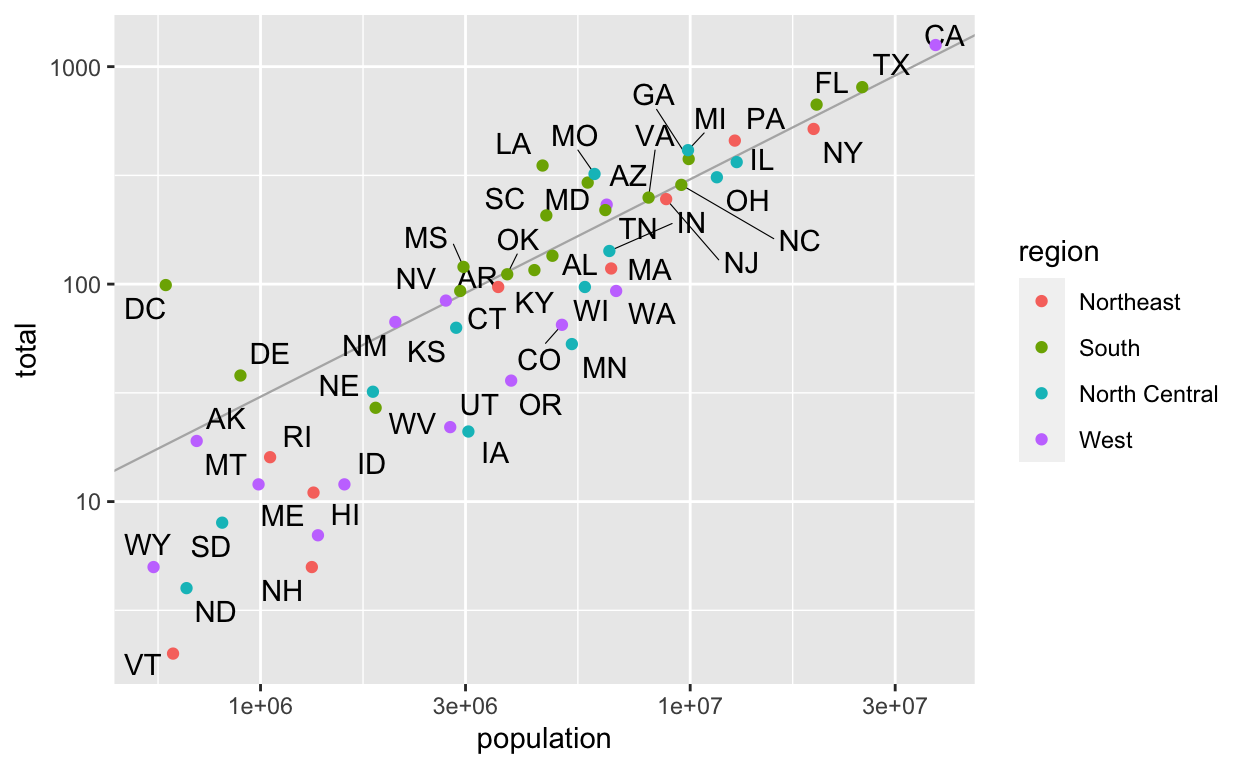 CA
TX
FL
GA
MI
PA
MO
VA
LA
IL
NY
AZ
SC
MD
OH
TN
IN
NC
MS
OK
NJ
AL
MA
NV
AR
KY
WI
WA
DC
CT
NM
KS
CO
MN
DE
NE
UT
OR
AK
WV
RI
IA
MT
ID
ME
HI
WY
SD
NH
ND
VT
1000
100
10
total
1e+06
3e+06
1e+07
3e+07
population
region
Northeast
South
North Central
West